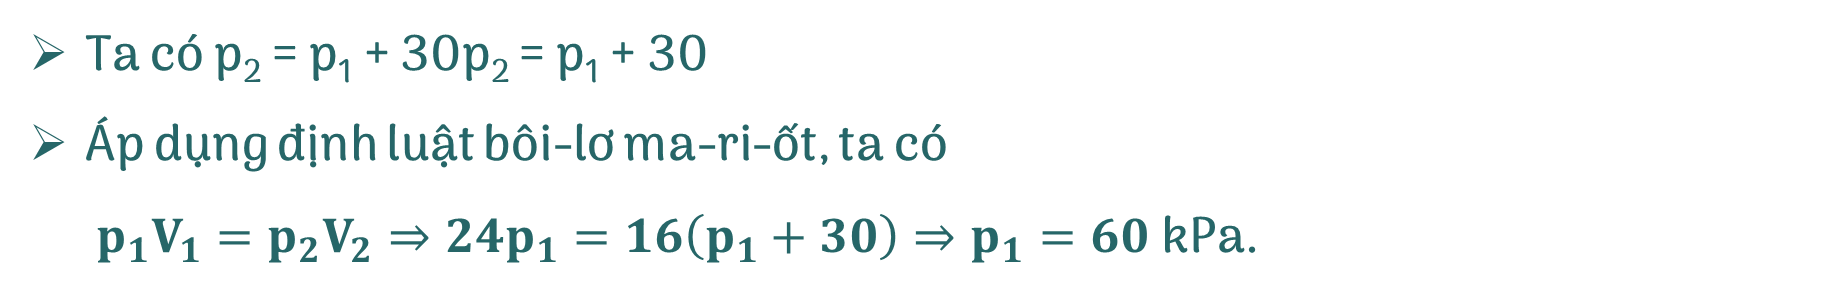 ➢ Ta có p₂ = p₁ + 30p₂ = p₁ + 30
➢ Áp dụng định luật bôi-lơ ma-ri-ốt, ta có
p₁V₁ = p₂V₂ ⇒ 24p₁ = 16(p₁ + 30) ⇒ p₁ = 60 kPa.